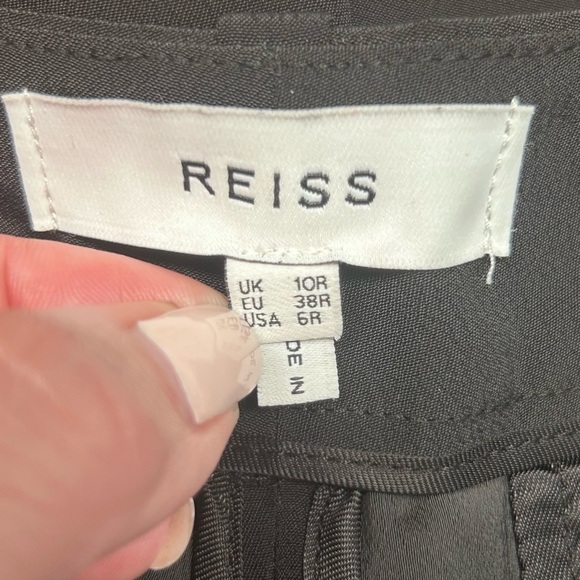 REISS
UK 10R
EU 38R
USA 6R
DE IN